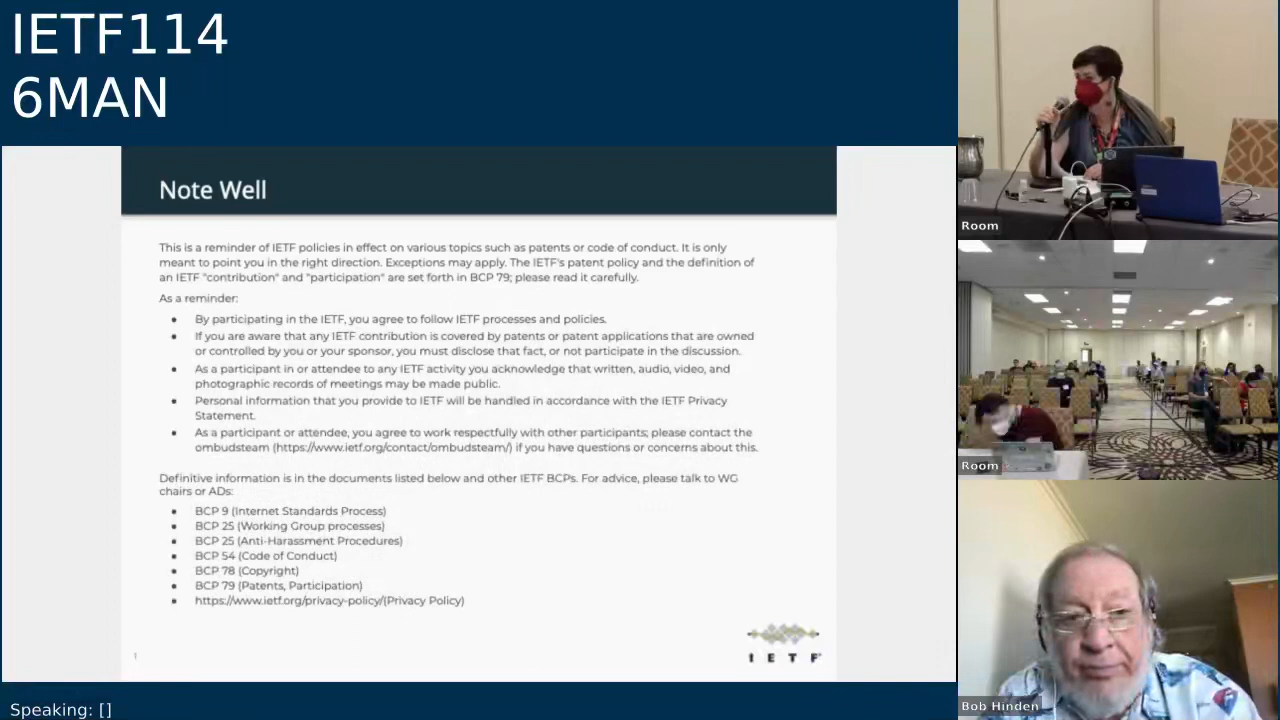 IETF114
6MAN
Note Well
This is a reminder of IETF policies in effect on various topics such as patents or code of conduct. It is only
meant to point you in the right direction. Exceptions may apply. The IETF's patent policy and the definition of
an IETF "contribution" and "participation" are set forth in BCP 79; please read it carefully.
As a reminder:
• By participating in the IETF, you agree to follow IETF processes and policies.
• If you are aware that any IETF contribution is covered by patents or patent applications that are owned
or controlled by you or your sponsor, you must disclose that fact, or not participate in the discussion.
• As a participant in or attendee to any IETF activity you acknowledge that written, audio, video, and
photographic records of meetings may be made public.
• Personal information that you provide to IETF will be handled in accordance with the IETF Privacy
Statement.
• As a participant or attendee, you agree to work respectfully with other participants; please contact the
ombudsteam (https://www.ietf.org/contact/ombudsteam/) if you have questions or concerns about this.
Definitive information is in the documents listed below and other IETF BCPs. For advice, please talk to WG
chairs or ADs:
• BCP 9 (Internet Standards Process)
• BCP 25 (Working Group processes)
• BCP 25 (Anti-Harassment Procedures)
• BCP 54 (Code of Conduct)
• BCP 78 (Copyright)
• BCP 79 (Patents, Participation)
• https://www.ietf.org/privacy-policy/(Privacy Policy)
1
I E T F
Speaking: []
Room
Room
Bob Hinden